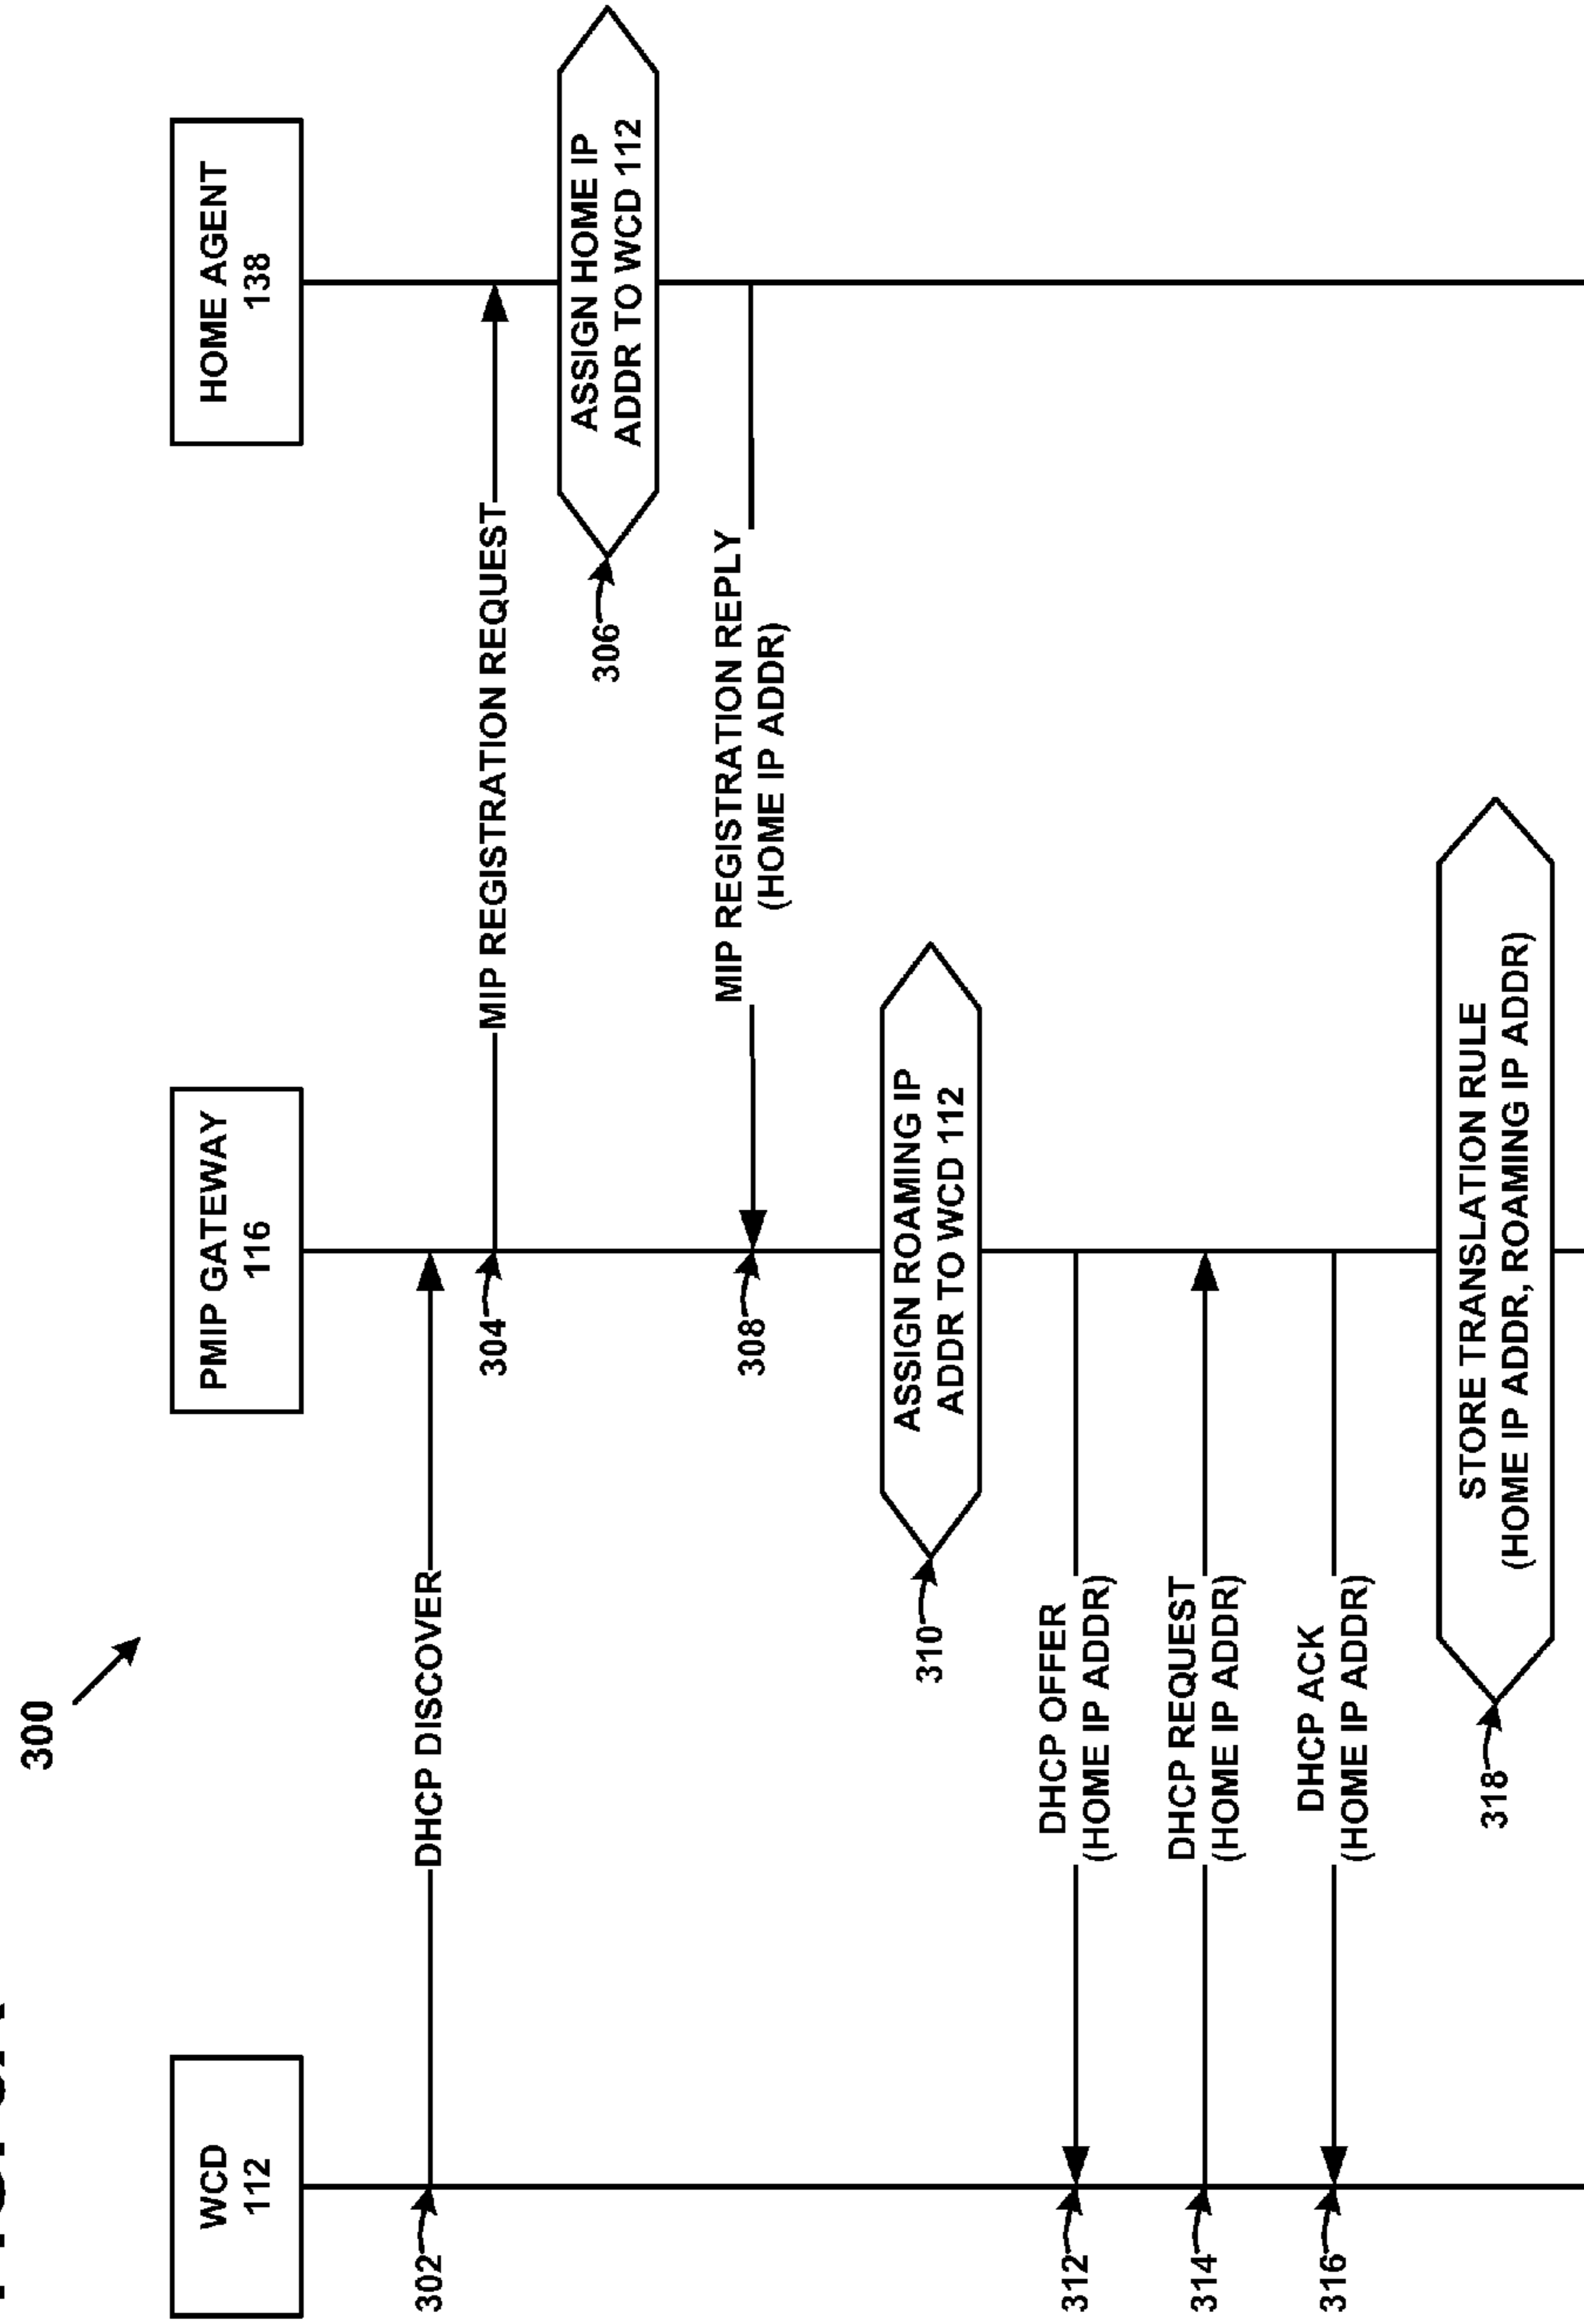 300
WCD
112
PMIP GATEWAY
116
HOME AGENT
138
302
DHCP DISCOVER
304
MIP REGISTRATION REQUEST
306
ASSIGN HOME IP
ADDR TO WCD 112
308
MIP REGISTRATION REPLY
(HOME IP ADDR)
310
ASSIGN ROAMING IP
ADDR TO WCD 112
312
DHCP OFFER
(HOME IP ADDR)
314
DHCP REQUEST
(HOME IP ADDR)
316
DHCP ACK
(HOME IP ADDR)
318
STORE TRANSLATION RULE
(HOME IP ADDR, ROAMING IP ADDR)